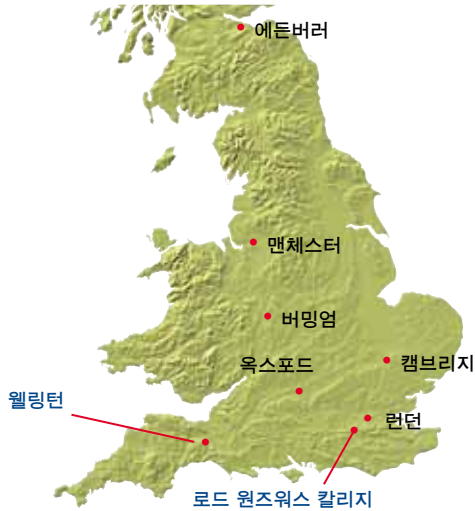 에든버러
맨체스터
버밍엄
옥스포드
캠브리지
웰링턴
런던
로드 원즈워스 칼리지